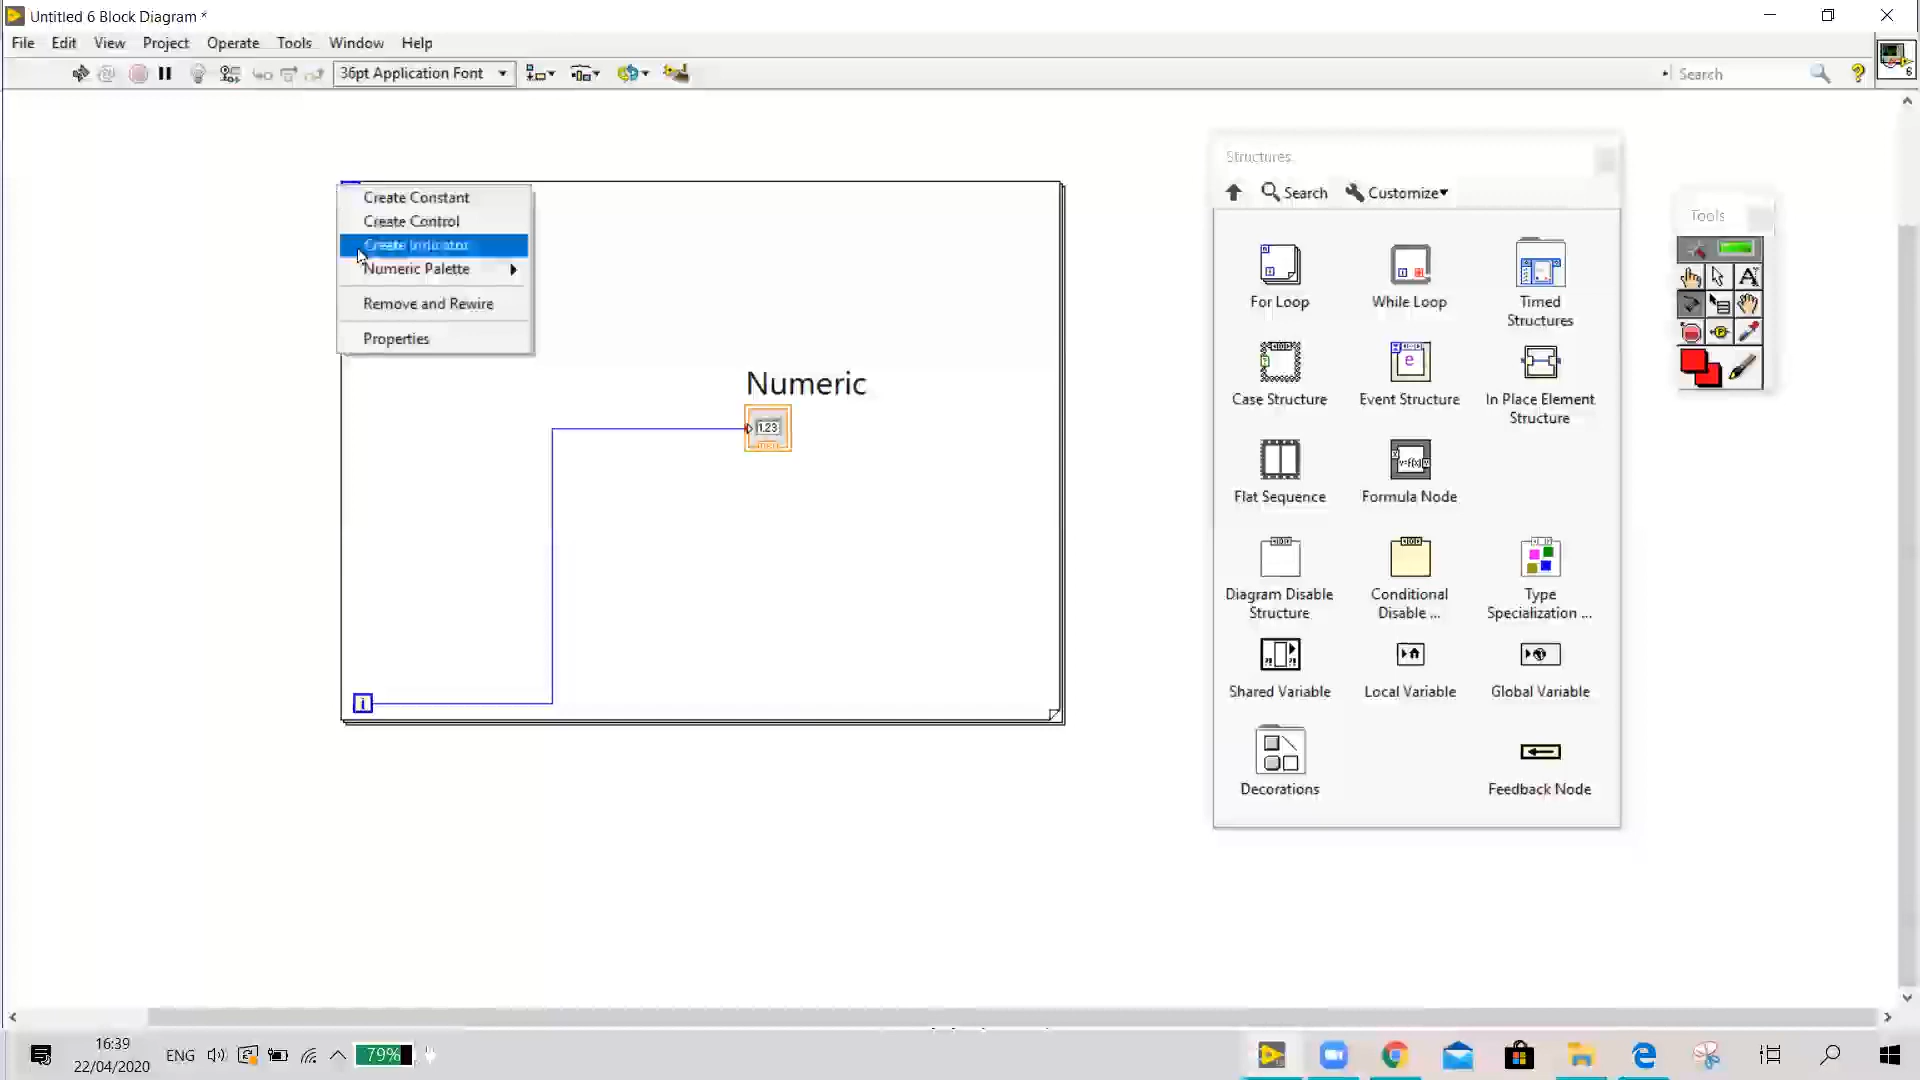 Untitled 6 Block Diagram *
File Edit View Project Operate Tools Window Help
36pt Application Font
Search
6
Create Constant
Create Control
Create Indicator
Numeric Palette
Remove and Rewire
Properties
Numeric
1.23
i
Structures
Search Customize
For Loop While Loop Timed Structures
Case Structure Event Structure In Place Element Structure
Flat Sequence Formula Node
Diagram Disable Structure Conditional Disable ... Type Specialization ...
Shared Variable Local Variable Global Variable
Decorations Feedback Node
Tools
16:39
22/04/2020
ENG
79%